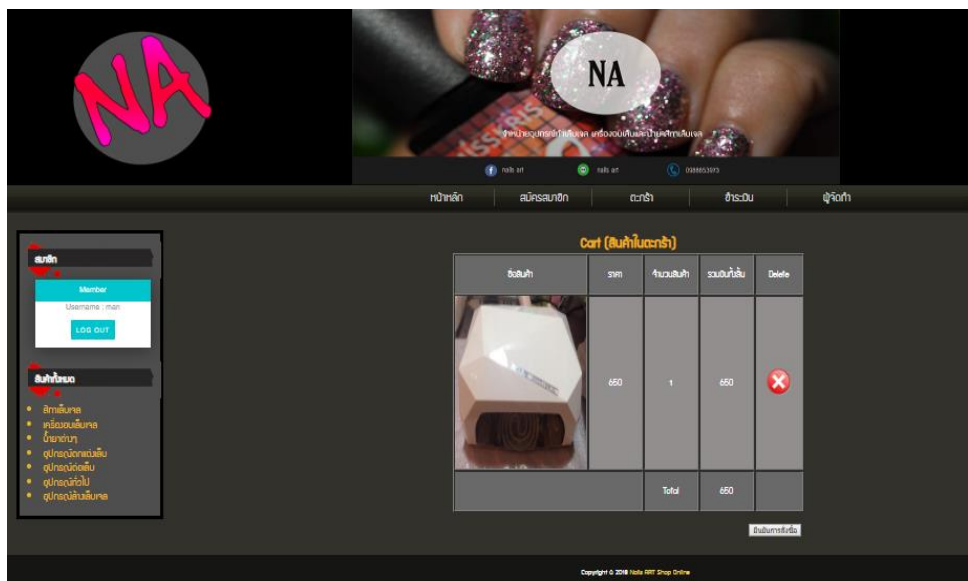 NA
NA
จำหน่ายอุปกรณ์ทำเล็บเจล เครื่องอบเล็บและน้ำยาสีทาเล็บเจล
nails art
nails art
0988653973
หน้าหลัก
สมัครสมาชิก
ตะกร้า
ชำระเงิน
ผู้จัดทำ
สมาชิก
Member
Username : man
LOG OUT
สินค้าทั้งหมด
สีทาเล็บเจล
เครื่องอบเล็บเจล
น้ำยาต่างๆ
อุปกรณ์ตกแต่งเล็บ
อุปกรณ์ต่อเล็บ
อุปกรณ์ทั่วไป
อุปกรณ์ล้างเล็บเจล
Cart (สินค้าในตะกร้า)
ชื่อสินค้า ราคา จำนวนสินค้า รวมเงินทั้งสิ้น Delete
650 1 650
Total 650
ยืนยันการสั่งซื้อ
Copyright © 2018 Nails ART Shop Online